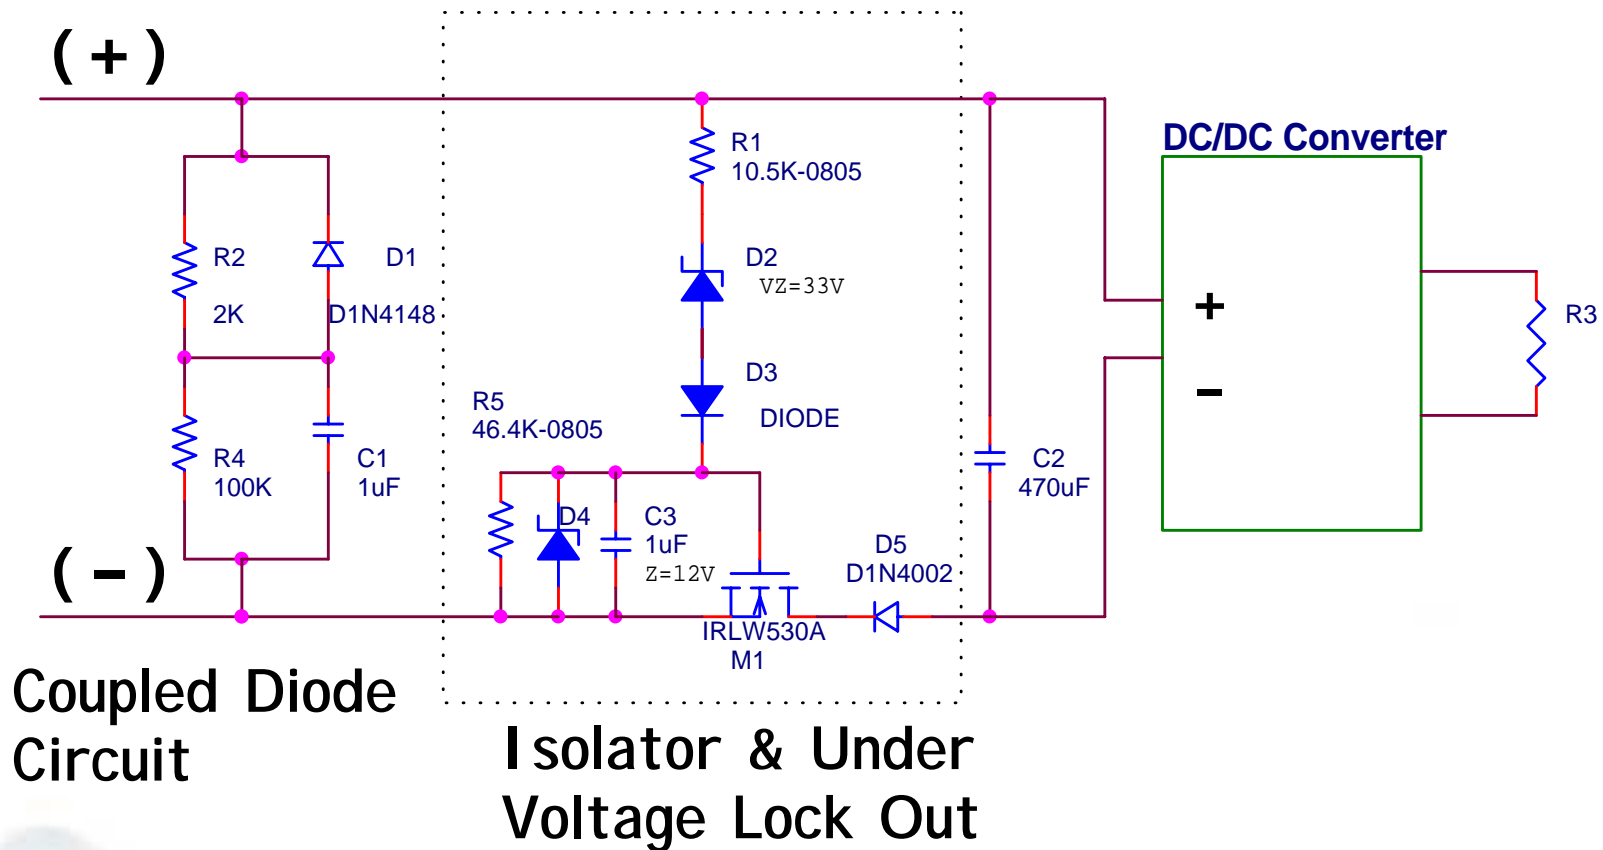 (+)
DC/DC Converter
R1
10.5K-0805
R2
2K
D1
D1N4148
D2
VZ=33V
+
-
R3
D3
DIODE
R5
46.4K-0805
R4
100K
C1
1uF
D4
Z=12V
C3
1uF
C2
470uF
D5
D1N4002
(-)
IRLW530A
M1
Coupled Diode
Circuit
Isolator & Under
Voltage Lock Out